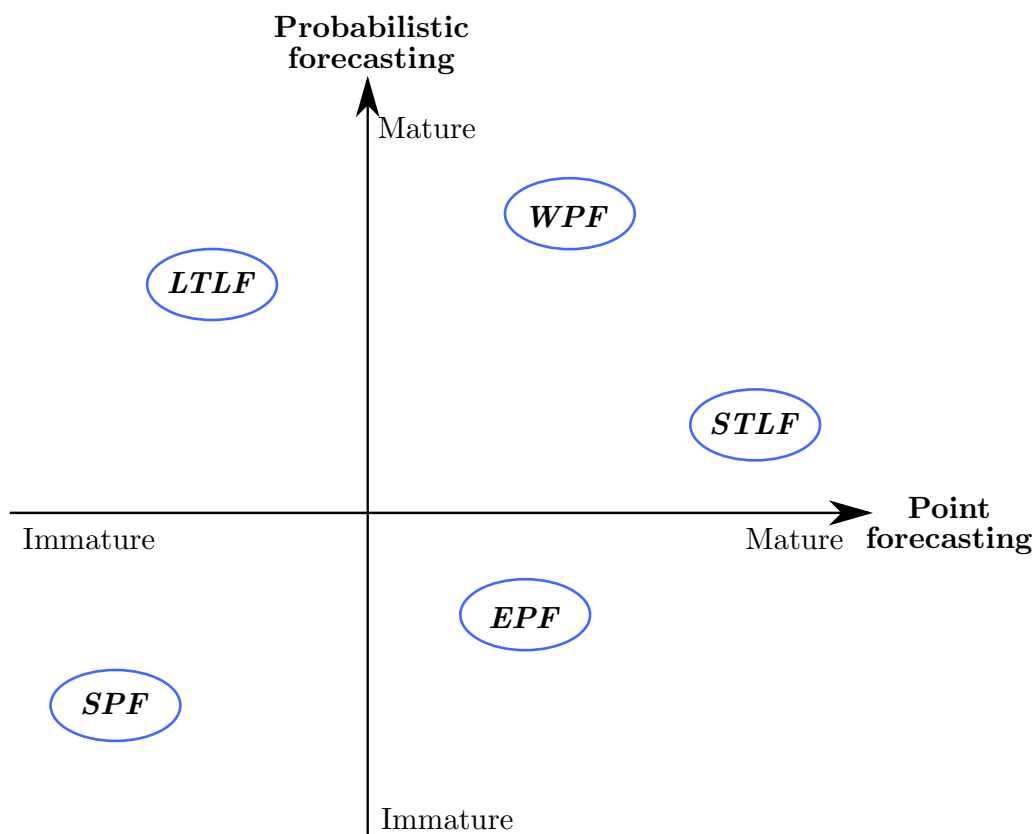 Probabilistic
forecasting
Mature
WPF
LTLF
STLF
Point
forecasting
Immature
Mature
EPF
SPF
Immature